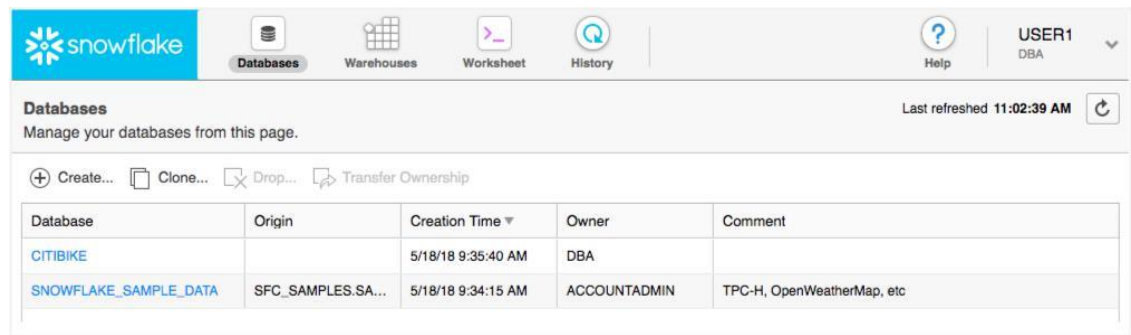 snowflake
Databases Warehouses Worksheet >_ History ? Help USER1
DBA
Databases
Manage your databases from this page.
Last refreshed 11:02:39 AM
Create... Clone... Drop... Transfer Ownership
Database Origin Creation Time Owner Comment
CITIBIKE 5/18/18 9:35:40 AM DBA
SNOWFLAKE_SAMPLE_DATA SFC_SAMPLES.SA... 5/18/18 9:34:15 AM ACCOUNTADMIN TPC-H, OpenWeatherMap, etc